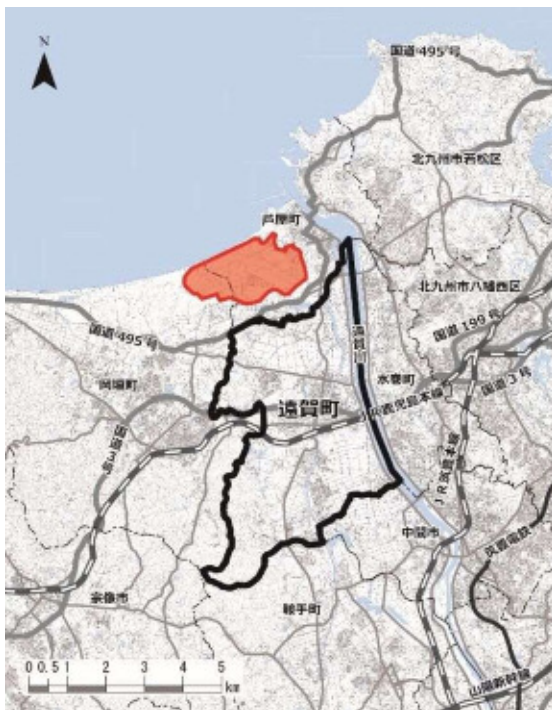 N
国道495号
北九州市若松区
芦屋町
北九州市八幡西区
国道199号
国道495号
遠賀川
水巻町
国道3号
岡垣町
遠賀町
JR鹿児島本線
国道3号
JR筑豊本線
中間市
筑豊電鉄
宗像市
鞍手町
0 0.5 1 2 3 4 5
km
山陽新幹線